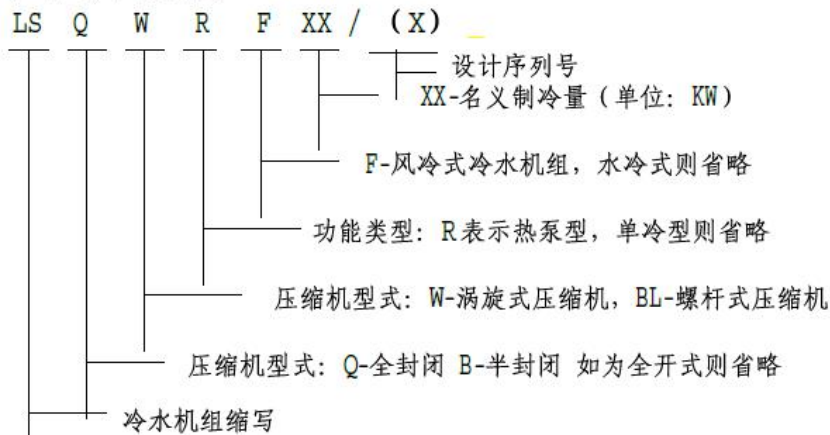 LS Q W R F XX / (X)
设计序列号
XX-名义制冷量（单位：KW）
F-风冷式冷水机组，水冷式则省略
功能类型：R表示热泵型，单冷型则省略
压缩机型式：W-涡旋式压缩机，BL-螺杆式压缩机
压缩机型式：Q-全封闭 B-半封闭 如为全开式则省略
冷水机组缩写